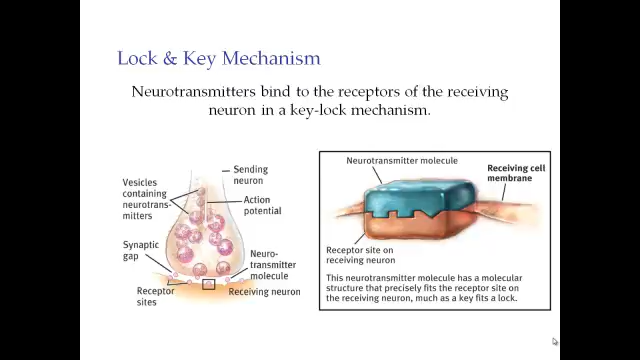 Lock & Key Mechanism
Neurotransmitters bind to the receptors of the receiving
neuron in a key-lock mechanism.
Vesicles
containing
neurotrans-
mitters
Sending
neuron
Action
potential
Synaptic
gap
Neuro-
transmitter
molecule
Receptor
sites
Receiving neuron
Neurotransmitter molecule
Receiving cell
membrane
Receptor site on
receiving neuron
This neurotransmitter molecule has a molecular
structure that precisely fits the receptor site on
the receiving neuron, much as a key fits a lock.